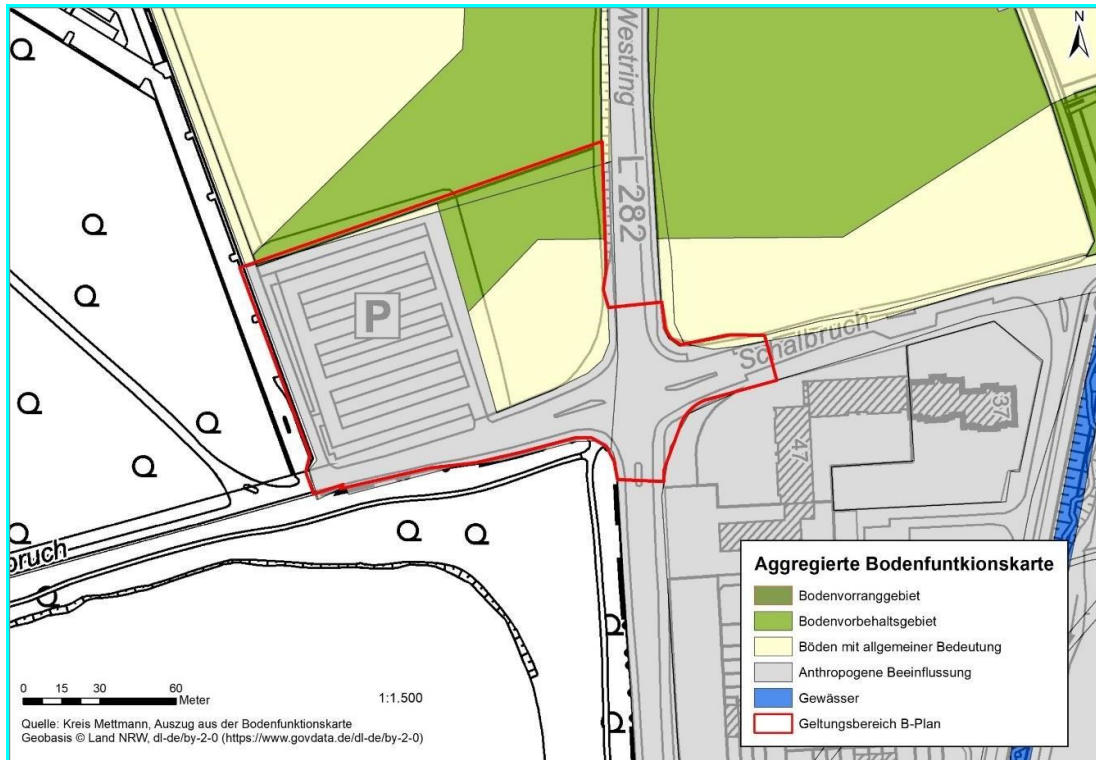 N
Westring
L 282
P
Schalbruch
37
47
bruch
Aggregierte Bodenfuntkionskarte
Bodenvorranggebiet
Bodenvorbehaltsgebiet
Böden mit allgemeiner Bedeutung
Anthropogene Beeinflussung
Gewässer
Geltungsbereich B-Plan
0 15 30 60
Meter
1:1.500
Quelle: Kreis Mettmann, Auszug aus der Bodenfunktionskarte
Geobasis © Land NRW, dl-de/by-2-0 (https://www.govdata.de/dl-de/by-2-0)